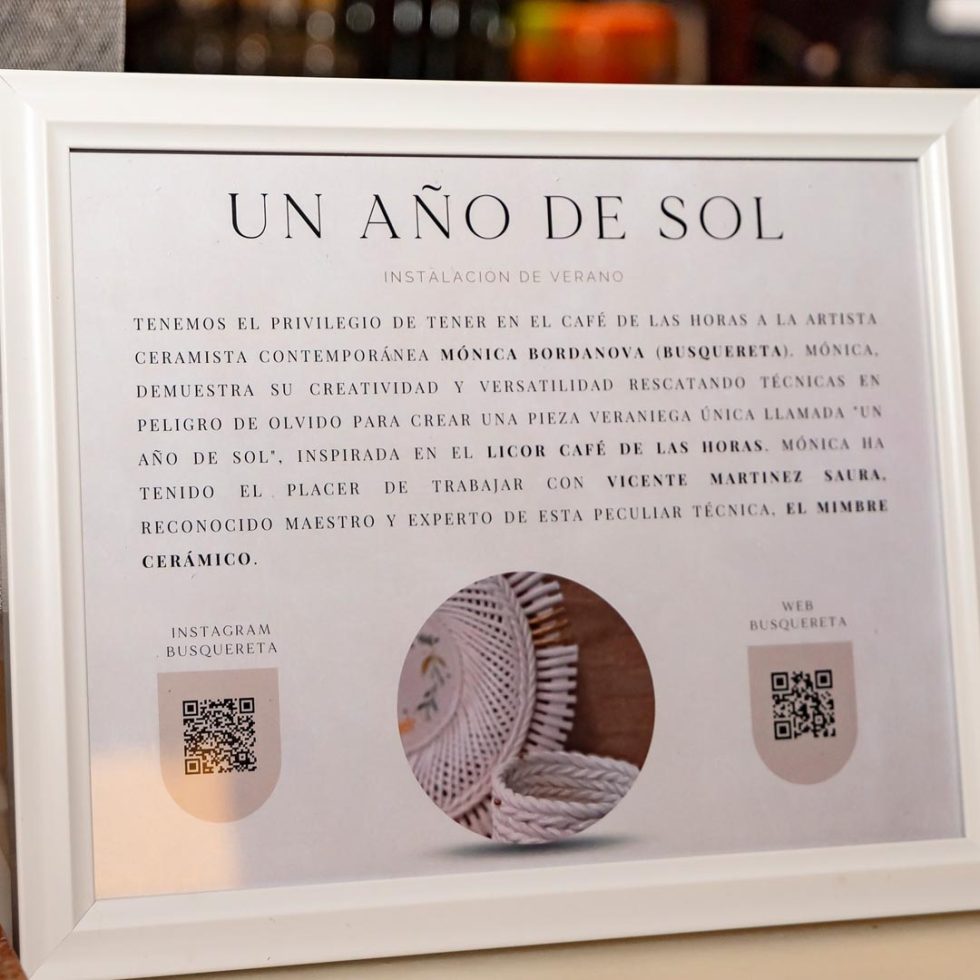 UN AÑO DE SOL
INSTALACIÓN DE VERANO
TENEMOS EL PRIVILEGIO DE TENER EN EL CAFÉ DE LAS HORAS A LA ARTISTA
CERAMISTA CONTEMPORÁNEA MÓNICA BORDANOVA (BUSQUERETA). MÓNICA,
DEMUESTRA SU CREATIVIDAD Y VERSATILIDAD RESCATANDO TÉCNICAS EN
PELIGRO DE OLVIDO PARA CREAR UNA PIEZA VERANIEGA ÚNICA LLAMADA "UN
AÑO DE SOL", INSPIRADA EN EL LICOR CAFÉ DE LAS HORAS. MÓNICA HA
TENIDO EL PLACER DE TRABAJAR CON VICENTE MARTINEZ SAURA,
RECONOCIDO MAESTRO Y EXPERTO DE ESTA PECULIAR TÉCNICA, EL MIMBRE
CERÁMICO.
INSTAGRAM
BUSQUERETA
WEB
BUSQUERETA